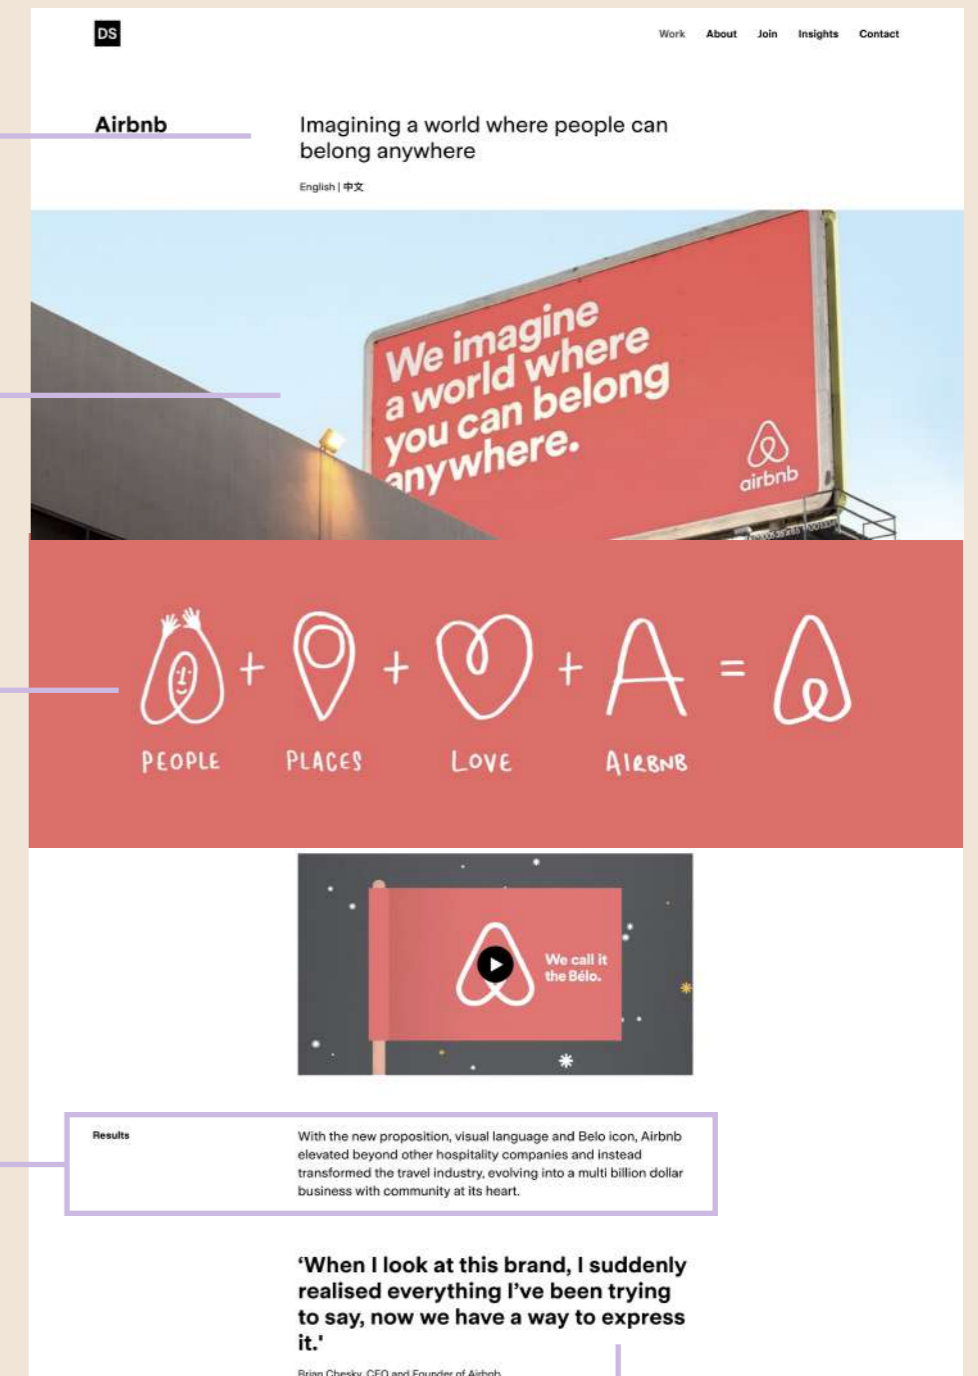 DS
Work About Join Insights Contact
Airbnb
Imagining a world where people can
belong anywhere
English | 中文
We imagine
a world where
you can belong
anywhere.
airbnb
PEOPLE + PLACES + LOVE + AIRBNB =
We call it
the Bélo.
Results
With the new proposition, visual language and Belo icon, Airbnb
elevated beyond other hospitality companies and instead
transformed the travel industry, evolving into a multi billion dollar
business with community at its heart.
‘When I look at this brand, I suddenly
realised everything I’ve been trying
to say, now we have a way to express
it.'
Brian Chesky, CEO and Founder of Airbnb